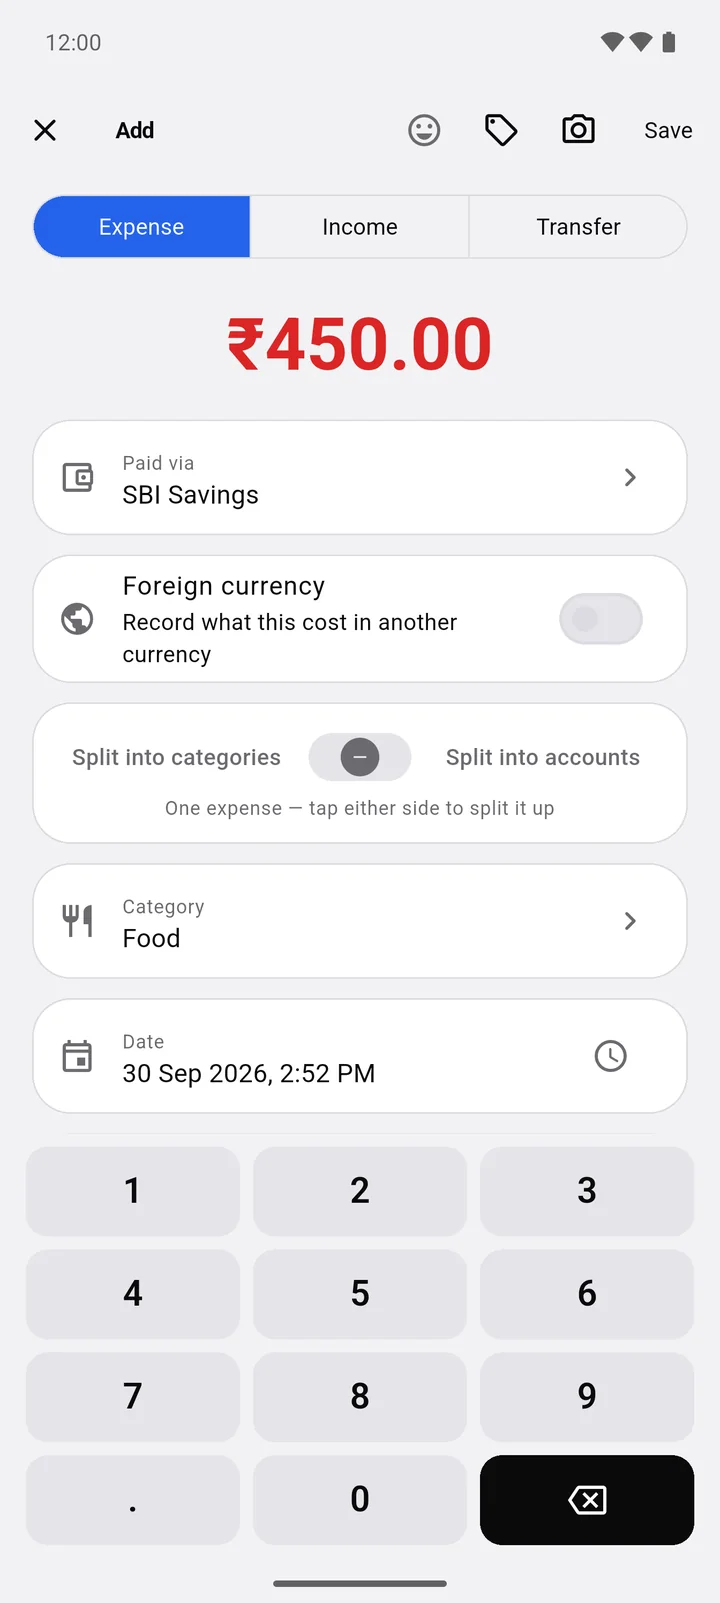 12:00
Add
Save
Expense
Income
Transfer
₹450.00
Paid via
SBI Savings
Foreign currency
Record what this cost in another
currency
Split into categories
Split into accounts
One expense — tap either side to split it up
Category
Food
Date
30 Sep 2026, 2:52 PM
1
2
3
4
5
6
7
8
9
.
0